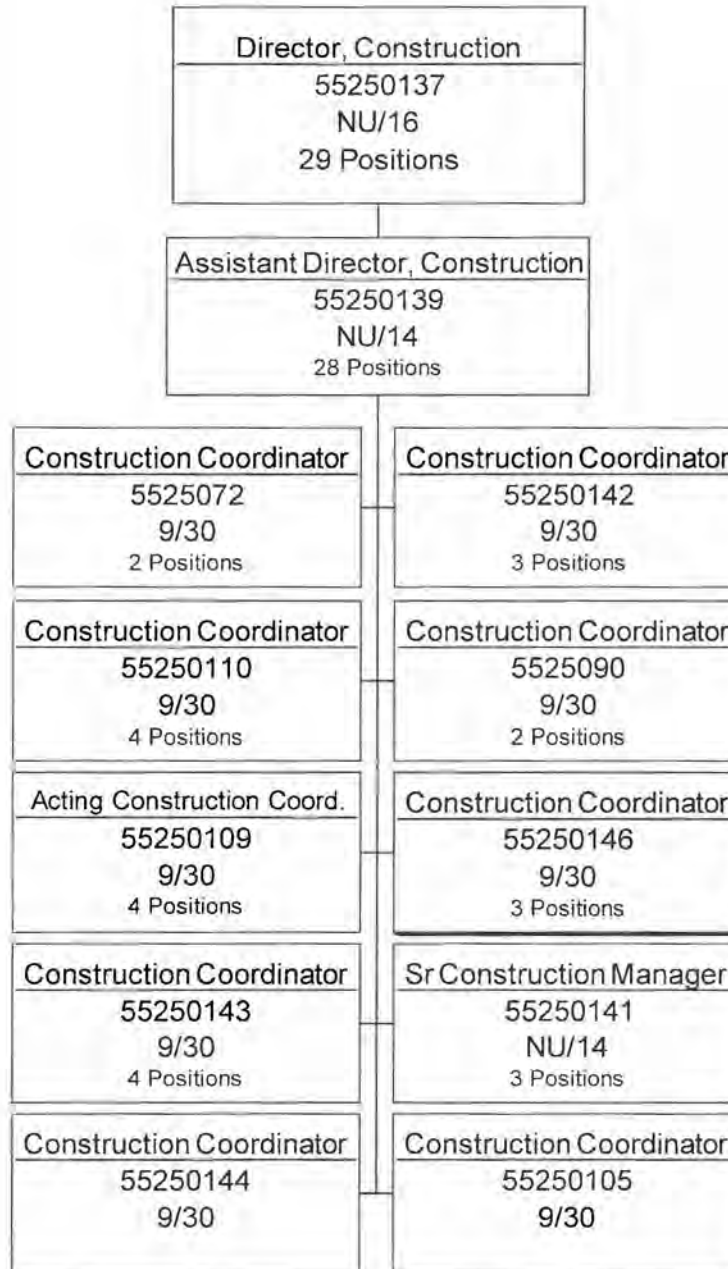 Director, Construction
55250137
NU/16
29 Positions
Assistant Director, Construction
55250139
NU/14
28 Positions
Construction Coordinator
5525072
9/30
2 Positions
Construction Coordinator
55250142
9/30
3 Positions
Construction Coordinator
55250110
9/30
4 Positions
Construction Coordinator
5525090
9/30
2 Positions
Acting Construction Coord.
55250109
9/30
4 Positions
Construction Coordinator
55250146
9/30
3 Positions
Construction Coordinator
55250143
9/30
4 Positions
Sr Construction Manager
55250141
NU/14
3 Positions
Construction Coordinator
55250144
9/30
Construction Coordinator
55250105
9/30